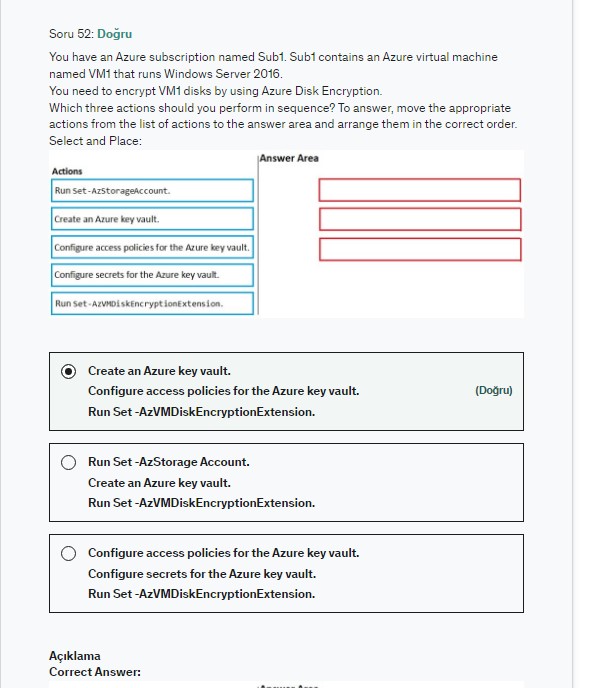 Soru 52: Doğru
You have an Azure subscription named Sub1. Sub1 contains an Azure virtual machine
named VM1 that runs Windows Server 2016.
You need to encrypt VM1 disks by using Azure Disk Encryption.
Which three actions should you perform in sequence? To answer, move the appropriate
actions from the list of actions to the answer area and arrange them in the correct order.
Select and Place:
Answer Area
Actions
Run Set-AzStorageAccount.
Create an Azure key vault.
Configure access policies for the Azure key vault.
Configure secrets for the Azure key vault.
Run Set-AzVMDiskEncryptionExtension.
Create an Azure key vault.
Configure access policies for the Azure key vault. (Doğru)
Run Set -AzVMDiskEncryptionExtension.
Run Set -AzStorage Account.
Create an Azure key vault.
Run Set -AzVMDiskEncryptionExtension.
Configure access policies for the Azure key vault.
Configure secrets for the Azure key vault.
Run Set -AzVMDiskEncryptionExtension.
Açıklama
Correct Answer: